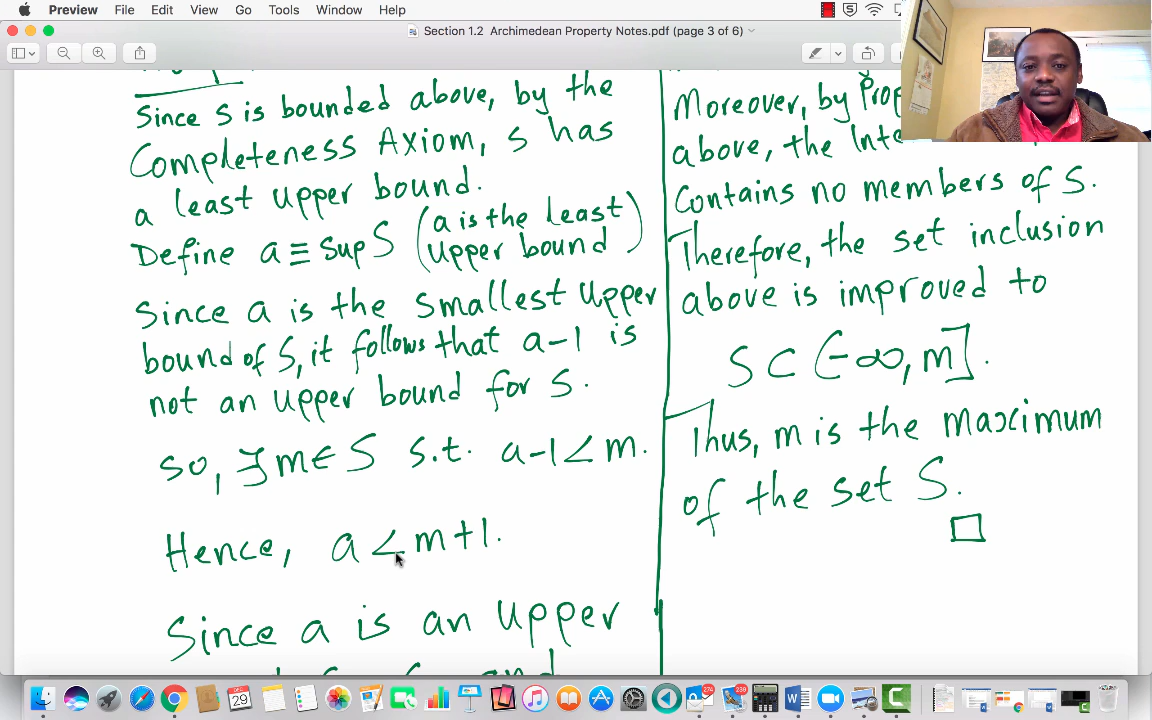 Preview File Edit View Go Tools Window Help
Section 1.2 Archimedean Property Notes.pdf (page 3 of 6)
Since S is bounded above, by the
Completeness Axiom, S has
a least upper bound.
Define a ≡ sup S (a is the least
upper bound)
Since a is the smallest upper
bound of S, it follows that a-1 is
not an upper bound for S.
So, ∃ m ∈ S s.t. a-1 < m.
Hence, a < m+1.
Since a is an upper
and
Moreover, by
above, the
Contains no members of S.
Therefore, the set inclusion
above is improved to
S ⊂ (-∞, m].
Thus, m is the maximum
of the set S.
□
29
274
239